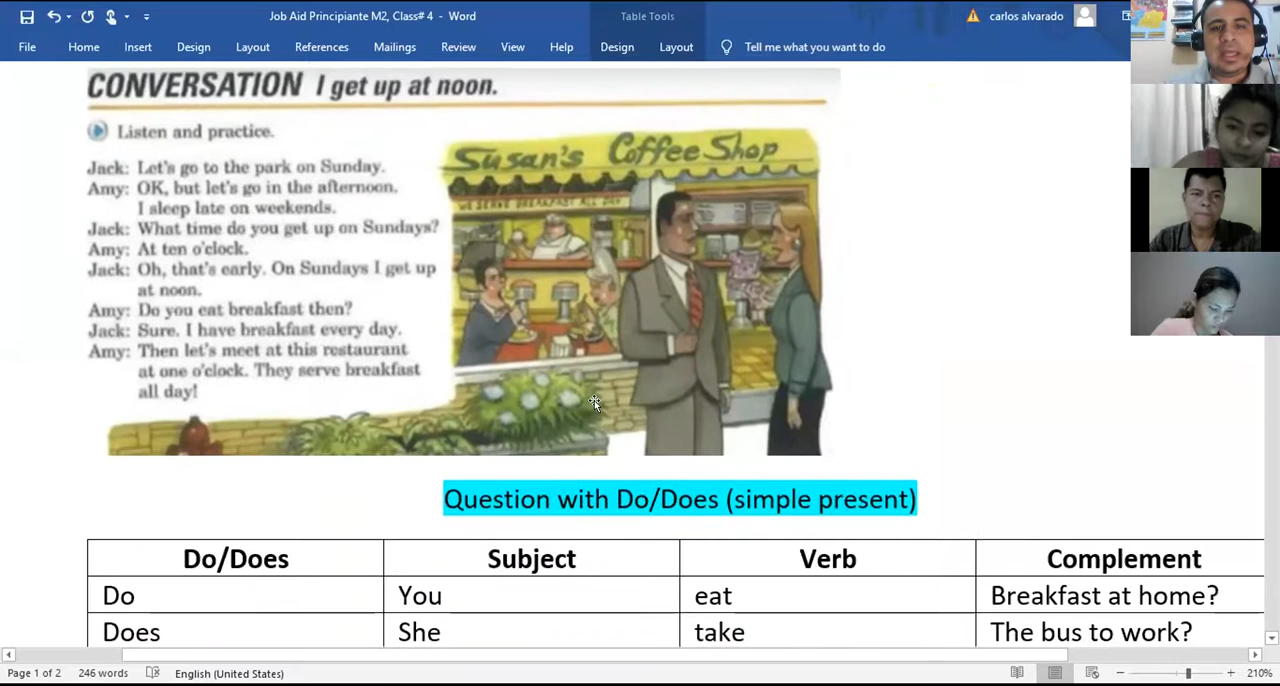 Job Aid Principiante M2, Class# 4 - Word
Table Tools
carlos alvarado
File Home Insert Design Layout References Mailings Review View Help Design Layout Tell me what you want to do
CONVERSATION I get up at noon.
Listen and practice.
Jack: Let's go to the park on Sunday.
Amy: OK, but let's go in the afternoon.
I sleep late on weekends.
Jack: What time do you get up on Sundays?
Amy: At ten o'clock.
Jack: Oh, that's early. On Sundays I get up
at noon.
Amy: Do you eat breakfast then?
Jack: Sure. I have breakfast every day.
Amy: Then let's meet at this restaurant
at one o'clock. They serve breakfast
all day!
Susan's Coffee Shop
WE SERVE BREAKFAST ALL DAY
Question with Do/Does (simple present)
Do/Does Subject Verb Complement
Do You eat Breakfast at home?
Does She take The bus to work?
Page 1 of 2 246 words English (United States) 210%